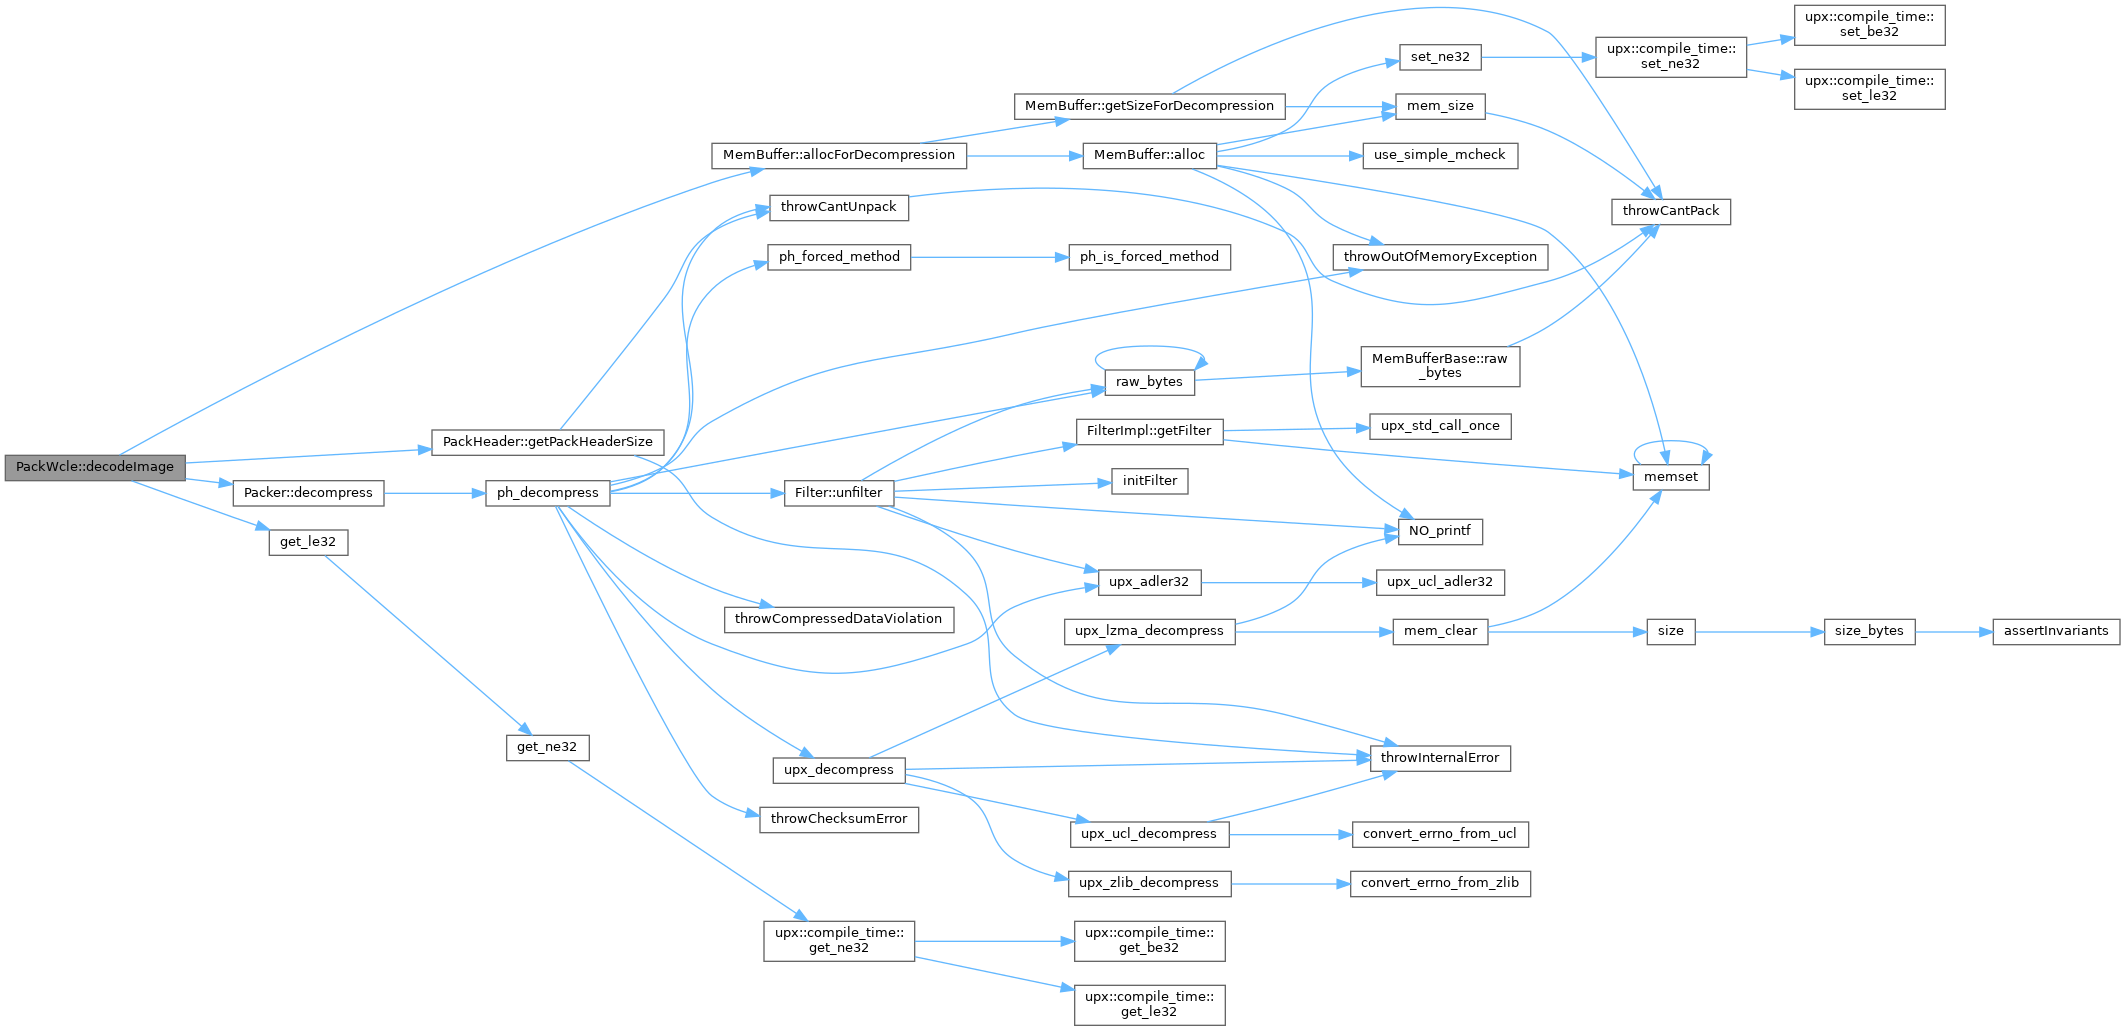 upx::compile_time::
set_be32
set_ne32
upx::compile_time::
set_ne32
upx::compile_time::
set_le32
MemBuffer::getSizeForDecompression
mem_size
MemBuffer::allocForDecompression
MemBuffer::alloc
use_simple_mcheck
throwCantUnpack
throwCantPack
ph_forced_method
ph_is_forced_method
throwOutOfMemoryException
raw_bytes
MemBufferBase::raw
_bytes
FilterImpl::getFilter
upx_std_call_once
PackHeader::getPackHeaderSize
PackWcle::decodeImage
memset
initFilter
Packer::decompress
ph_decompress
Filter::unfilter
NO_printf
get_le32
upx_adler32
upx_ucl_adler32
throwCompressedDataViolation
upx_lzma_decompress
mem_clear
size
size_bytes
assertInvariants
get_ne32
throwInternalError
upx_decompress
throwChecksumError
upx_ucl_decompress
convert_errno_from_ucl
upx_zlib_decompress
convert_errno_from_zlib
upx::compile_time::
get_ne32
upx::compile_time::
get_be32
upx::compile_time::
get_le32